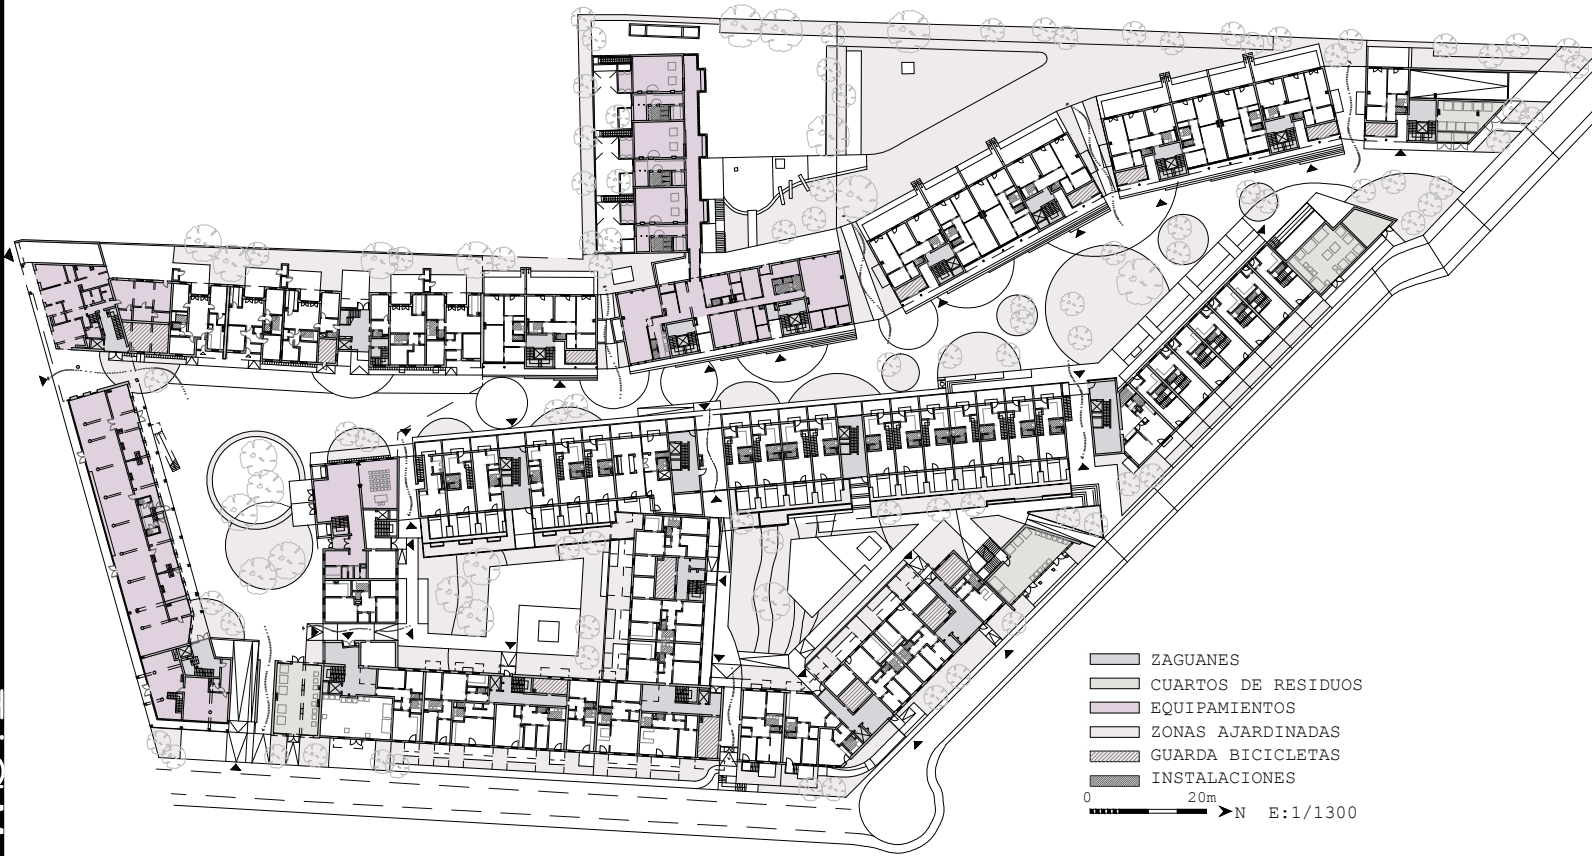 ZAGUANES
CUARTOS DE RESIDUOS
EQUIPAMIENTOS
ZONAS AJARDINADAS
GUARDA BICICLETAS
INSTALACIONES
0 20m
N E:1/1300